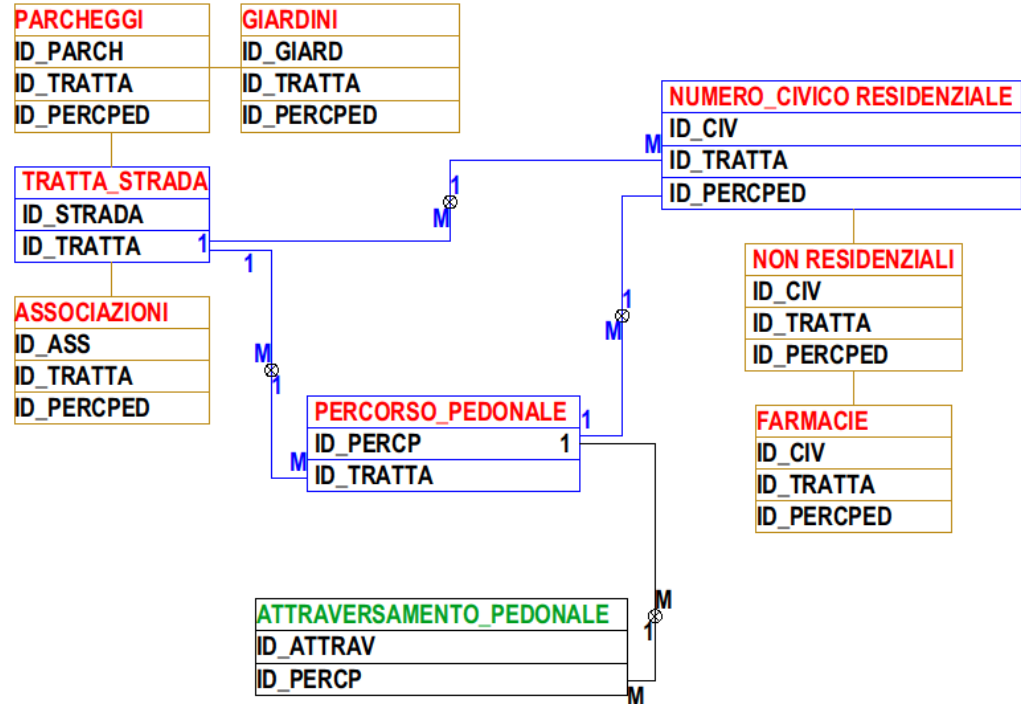 PARCHEGGI
ID_PARCH
ID_TRATTA
ID_PERCPED
GIARDINI
ID_GIARD
ID_TRATTA
ID_PERCPED
NUMERO_CIVICO RESIDENZIALE
ID_CIV
M
ID_TRATTA
ID_PERCPED
1
M
TRATTA_STRADA
ID_STRADA
ID_TRATTA 1
1
ASSOCIAZIONI
ID_ASS
ID_TRATTA
ID_PERCPED
NON RESIDENZIALI
ID_CIV
ID_TRATTA
ID_PERCPED
1
M
M
1
PERCORSO_PEDONALE
1
ID_PERCP 1
M
ID_TRATTA
FARMACIE
ID_CIV
ID_TRATTA
ID_PERCPED
ATTRAVERSAMENTO_PEDONALE
ID_ATTRAV
ID_PERCP
M
1
M